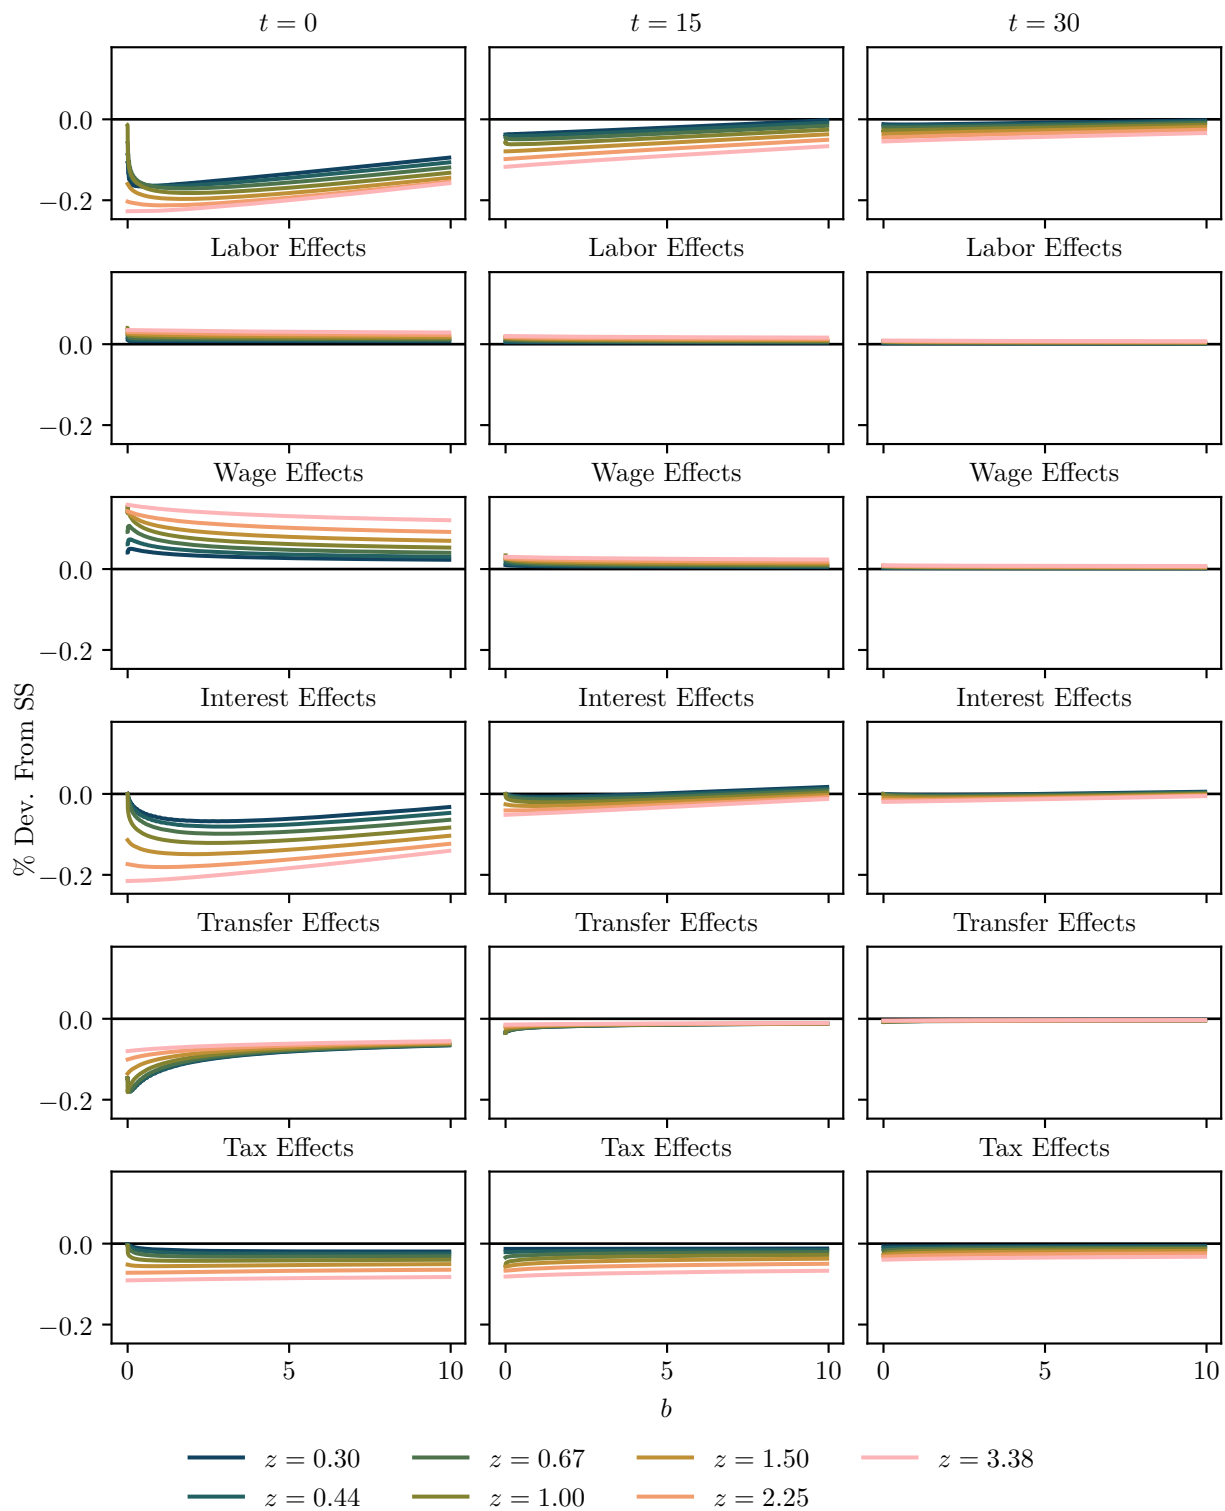 t = 0 t = 15 t = 30
0.0
−0.2
Labor Effects Labor Effects Labor Effects
0.0
−0.2
Wage Effects Wage Effects Wage Effects
0.0
−0.2
Interest Effects Interest Effects Interest Effects
0.0
−0.2
% Dev. From SS
Transfer Effects Transfer Effects Transfer Effects
0.0
−0.2
Tax Effects Tax Effects Tax Effects
0.0
−0.2
0 5 10 0 5 10 0 5 10
b
z = 0.30 z = 0.67 z = 1.50 z = 3.38
z = 0.44 z = 1.00 z = 2.25